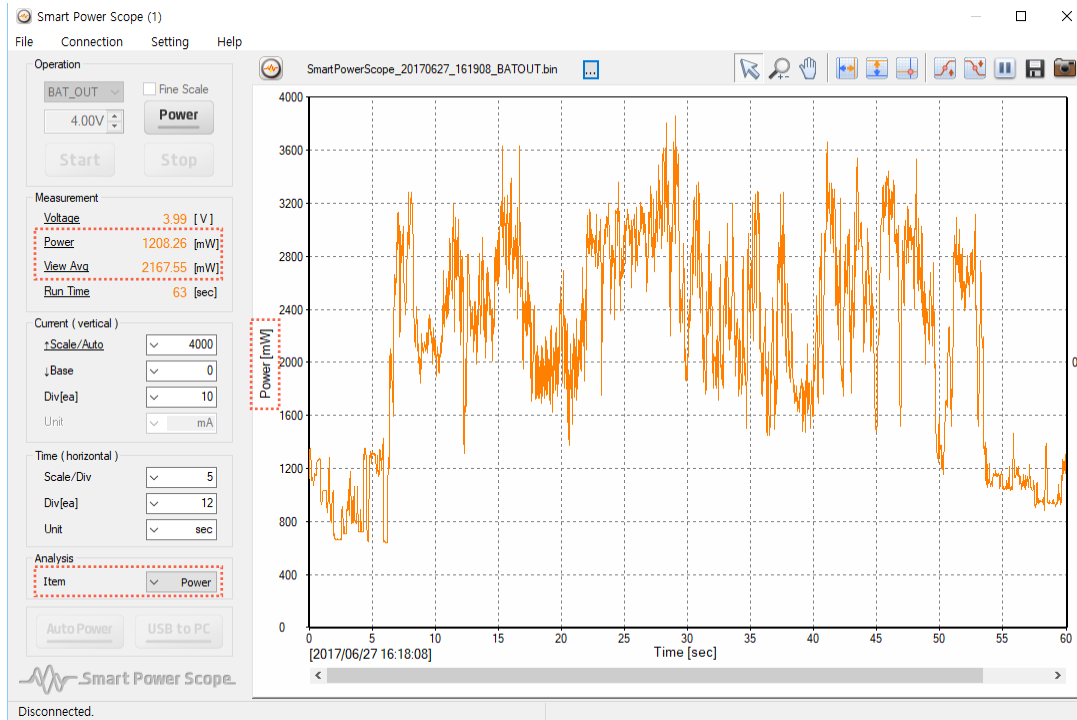 Smart Power Scope (1)
File Connection Setting Help
Operation
BAT_OUT
Fine Scale
4.00V
Power
Start Stop
Measurement
Voltage 3.99 [ V ]
Power 1208.26 [mW]
View Avg 2167.55 [mW]
Run Time 63 [sec]
Current ( vertical )
↑Scale/Auto 4000
↓Base 0
Div[ea] 10
Unit mA
Time ( horizontal )
Scale/Div 5
Div[ea] 12
Unit sec
Analysis
Item Power
Auto Power USB to PC
Smart Power Scope
Disconnected.
SmartPowerScope_20170627_161908_BATOUT.bin ...
4000
3600
3200
2800
2400
2000
1600
1200
800
400
0
Power [mW]
0
0 5 10 15 20 25 30 35 40 45 50 55 60
[2017/06/27 16:18:08]
Time [sec]